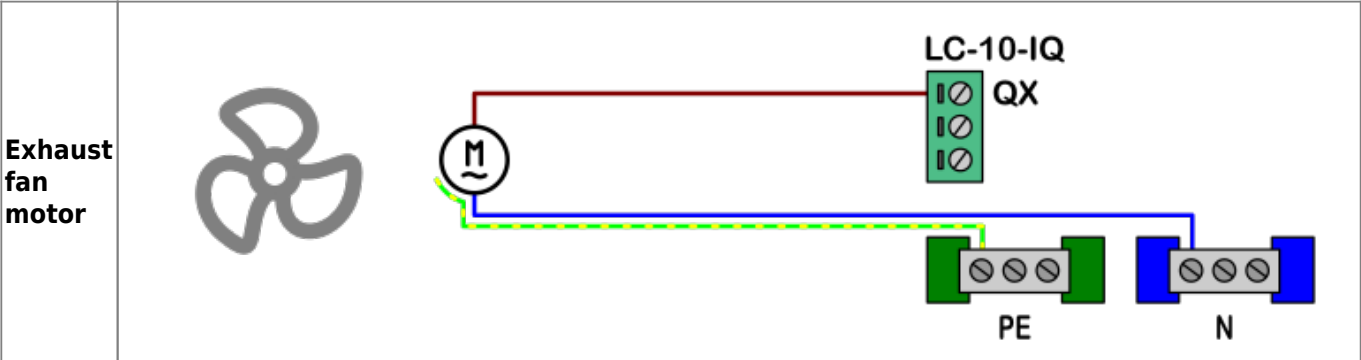 Exhaust
fan
motor
LC-10-IQ
QX
M
~
PE
N